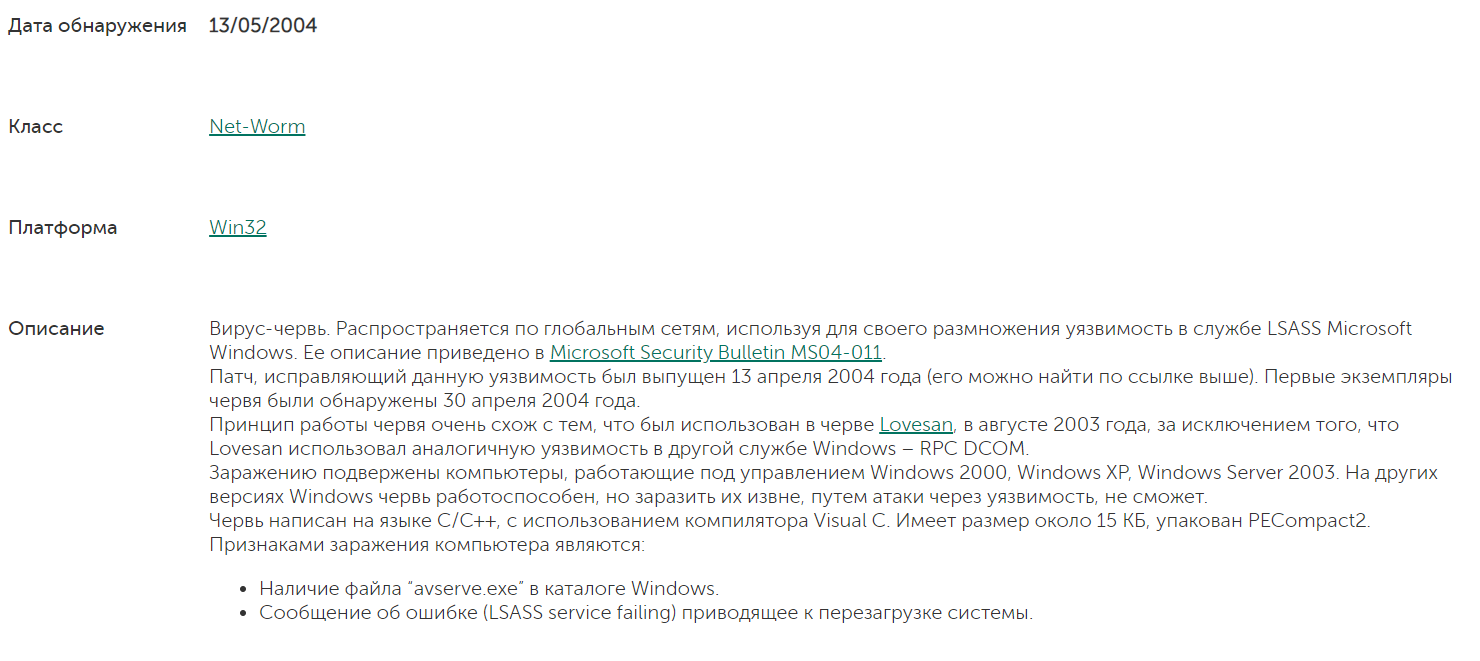 Дата обнаружения 13/05/2004
Класс Net-Worm
Платформа Win32
Описание Вирус-червь. Распространяется по глобальным сетям, используя для своего размножения уязвимость в службе LSASS Microsoft
Windows. Ее описание приведено в Microsoft Security Bulletin MS04-011.
Патч, исправляющий данную уязвимость был выпущен 13 апреля 2004 года (его можно найти по ссылке выше). Первые экземпляры
червя были обнаружены 30 апреля 2004 года.
Принцип работы червя очень схож с тем, что был использован в черве Lovesan, в августе 2003 года, за исключением того, что
Lovesan использовал аналогичную уязвимость в другой службе Windows – RPC DCOM.
Заражению подвержены компьютеры, работающие под управлением Windows 2000, Windows XP, Windows Server 2003. На других
версиях Windows червь работоспособен, но заразить их извне, путем атаки через уязвимость, не сможет.
Червь написан на языке C/C++, с использованием компилятора Visual C. Имеет размер около 15 КБ, упакован PECompact2.
Признаками заражения компьютера являются:
• Наличие файла “avserve.exe” в каталоге Windows.
• Сообщение об ошибке (LSASS service failing) приводящее к перезагрузке системы.